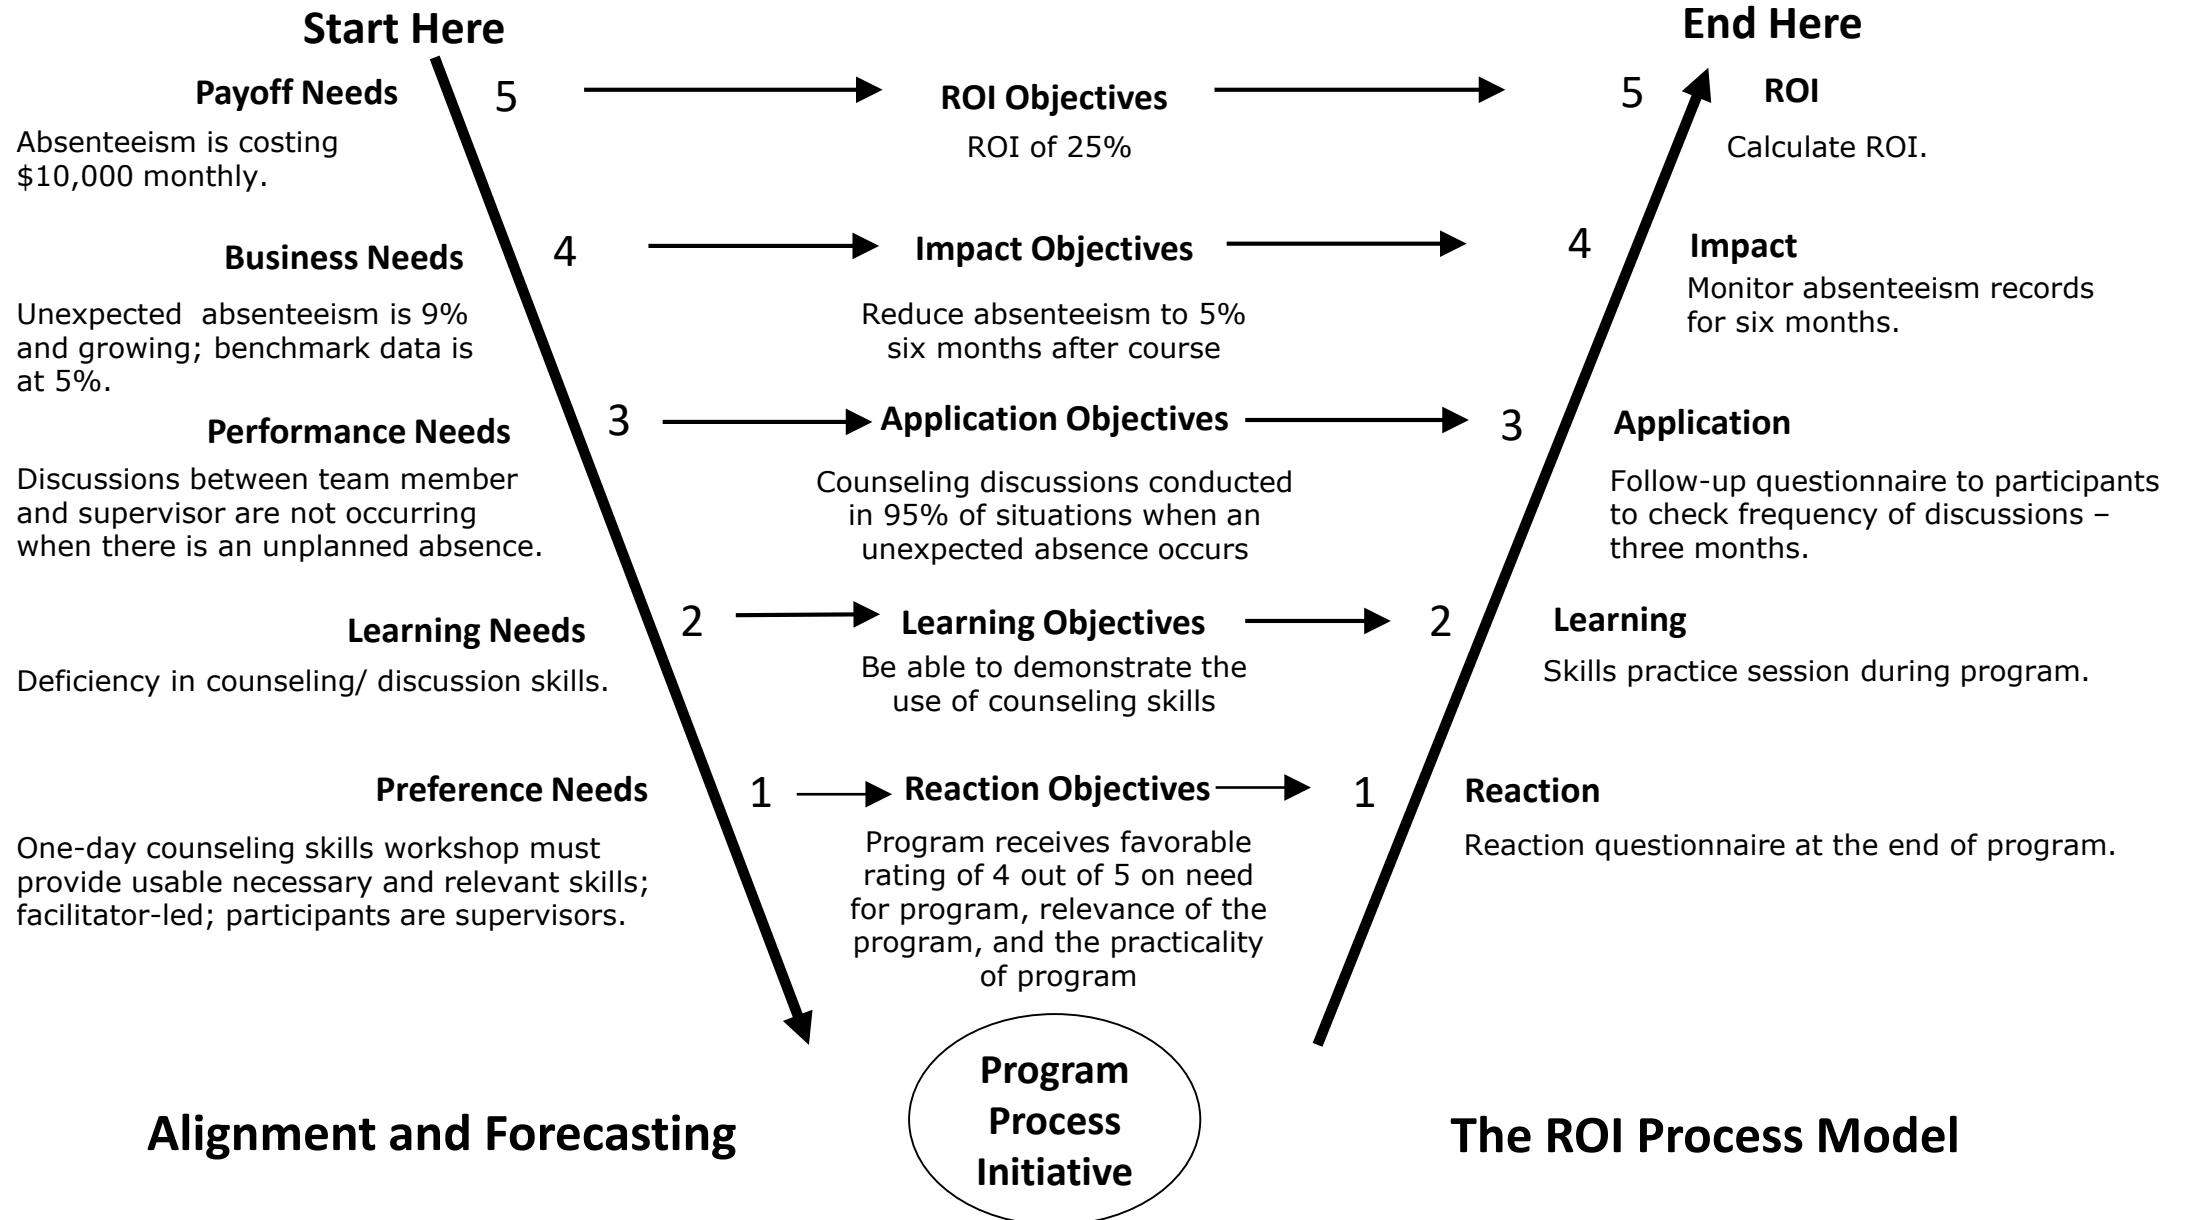 Start Here
End Here
Payoff Needs
5
ROI Objectives
5
ROI
Absenteeism is costing
$10,000 monthly.
ROI of 25%
Calculate ROI.
Business Needs
4
Impact Objectives
4
Impact
Unexpected  absenteeism is 9%
and growing; benchmark data is
at 5%.
Reduce absenteeism to 5%
six months after course
Monitor absenteeism records
for six months.
Performance Needs
3
Application Objectives
3
Application
Discussions between team member
and supervisor are not occurring
when there is an unplanned absence.
Counseling discussions conducted
in 95% of situations when an
unexpected absence occurs
Follow-up questionnaire to participants
to check frequency of discussions –
three months.
Learning Needs
2
Learning Objectives
2
Learning
Deficiency in counseling/ discussion skills.
Be able to demonstrate the
use of counseling skills
Skills practice session during program.
Preference Needs
1
Reaction Objectives
1
Reaction
One-day counseling skills workshop must
provide usable necessary and relevant skills;
facilitator-led; participants are supervisors.
Program receives favorable
rating of 4 out of 5 on need
for program, relevance of the
program, and the practicality
of program
Reaction questionnaire at the end of program.
Alignment and Forecasting
Program
Process
Initiative
The ROI Process Model